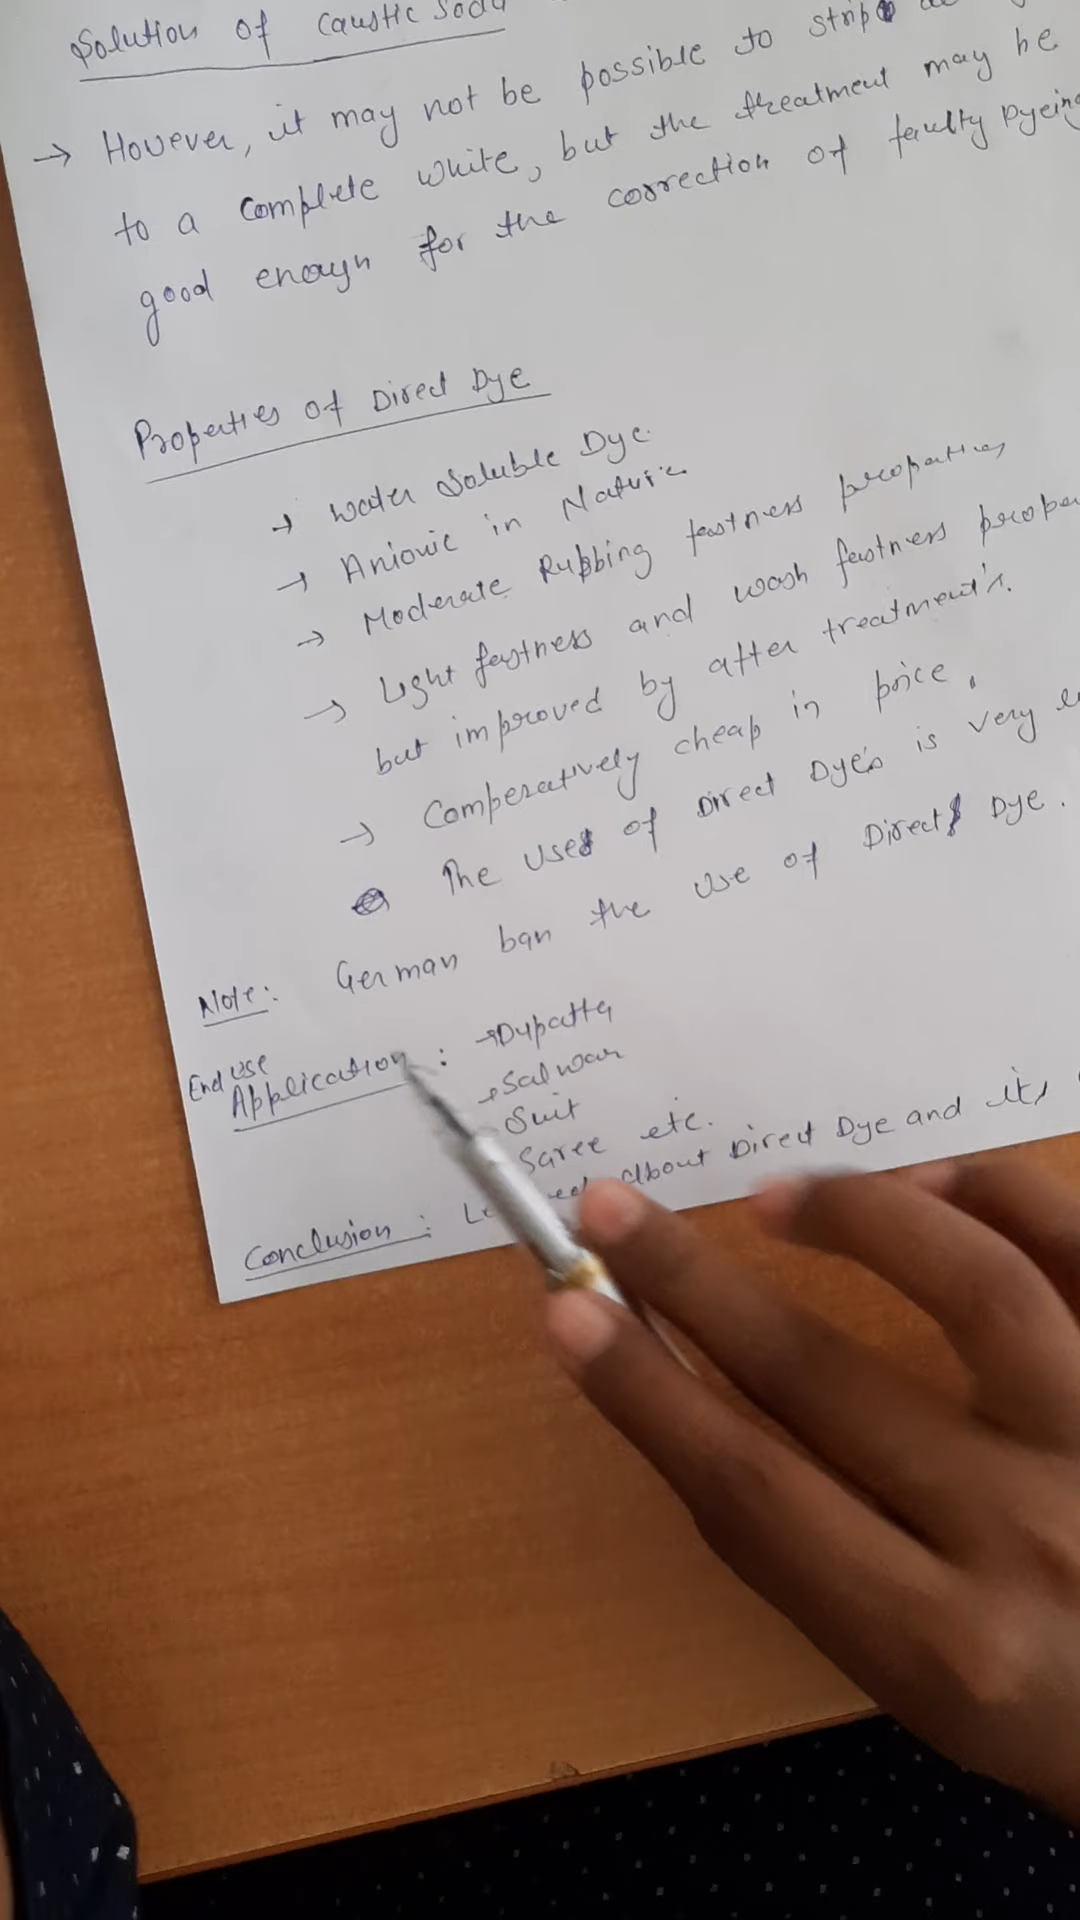 Solution of Caustic Soda
→ However, it may not be possible to strip
to a complete white, but the treatment may be
good enough for the correction of faulty Dyeing
Properties of Direct Dye
→ Water Soluble Dye.
→ Anionic in Nature
→ Moderate Rubbing fastness properties
→ Light fastness and wash fastness prope
but improved by after treatment's.
→ Comperatively cheap in price.
The use of Direct Dye's is very
Note: German ban the use of Direct Dye.
End use
Application : → Dupatta
→ Salwar
Suit
Saree etc.
Conclusion : about Direct Dye and its